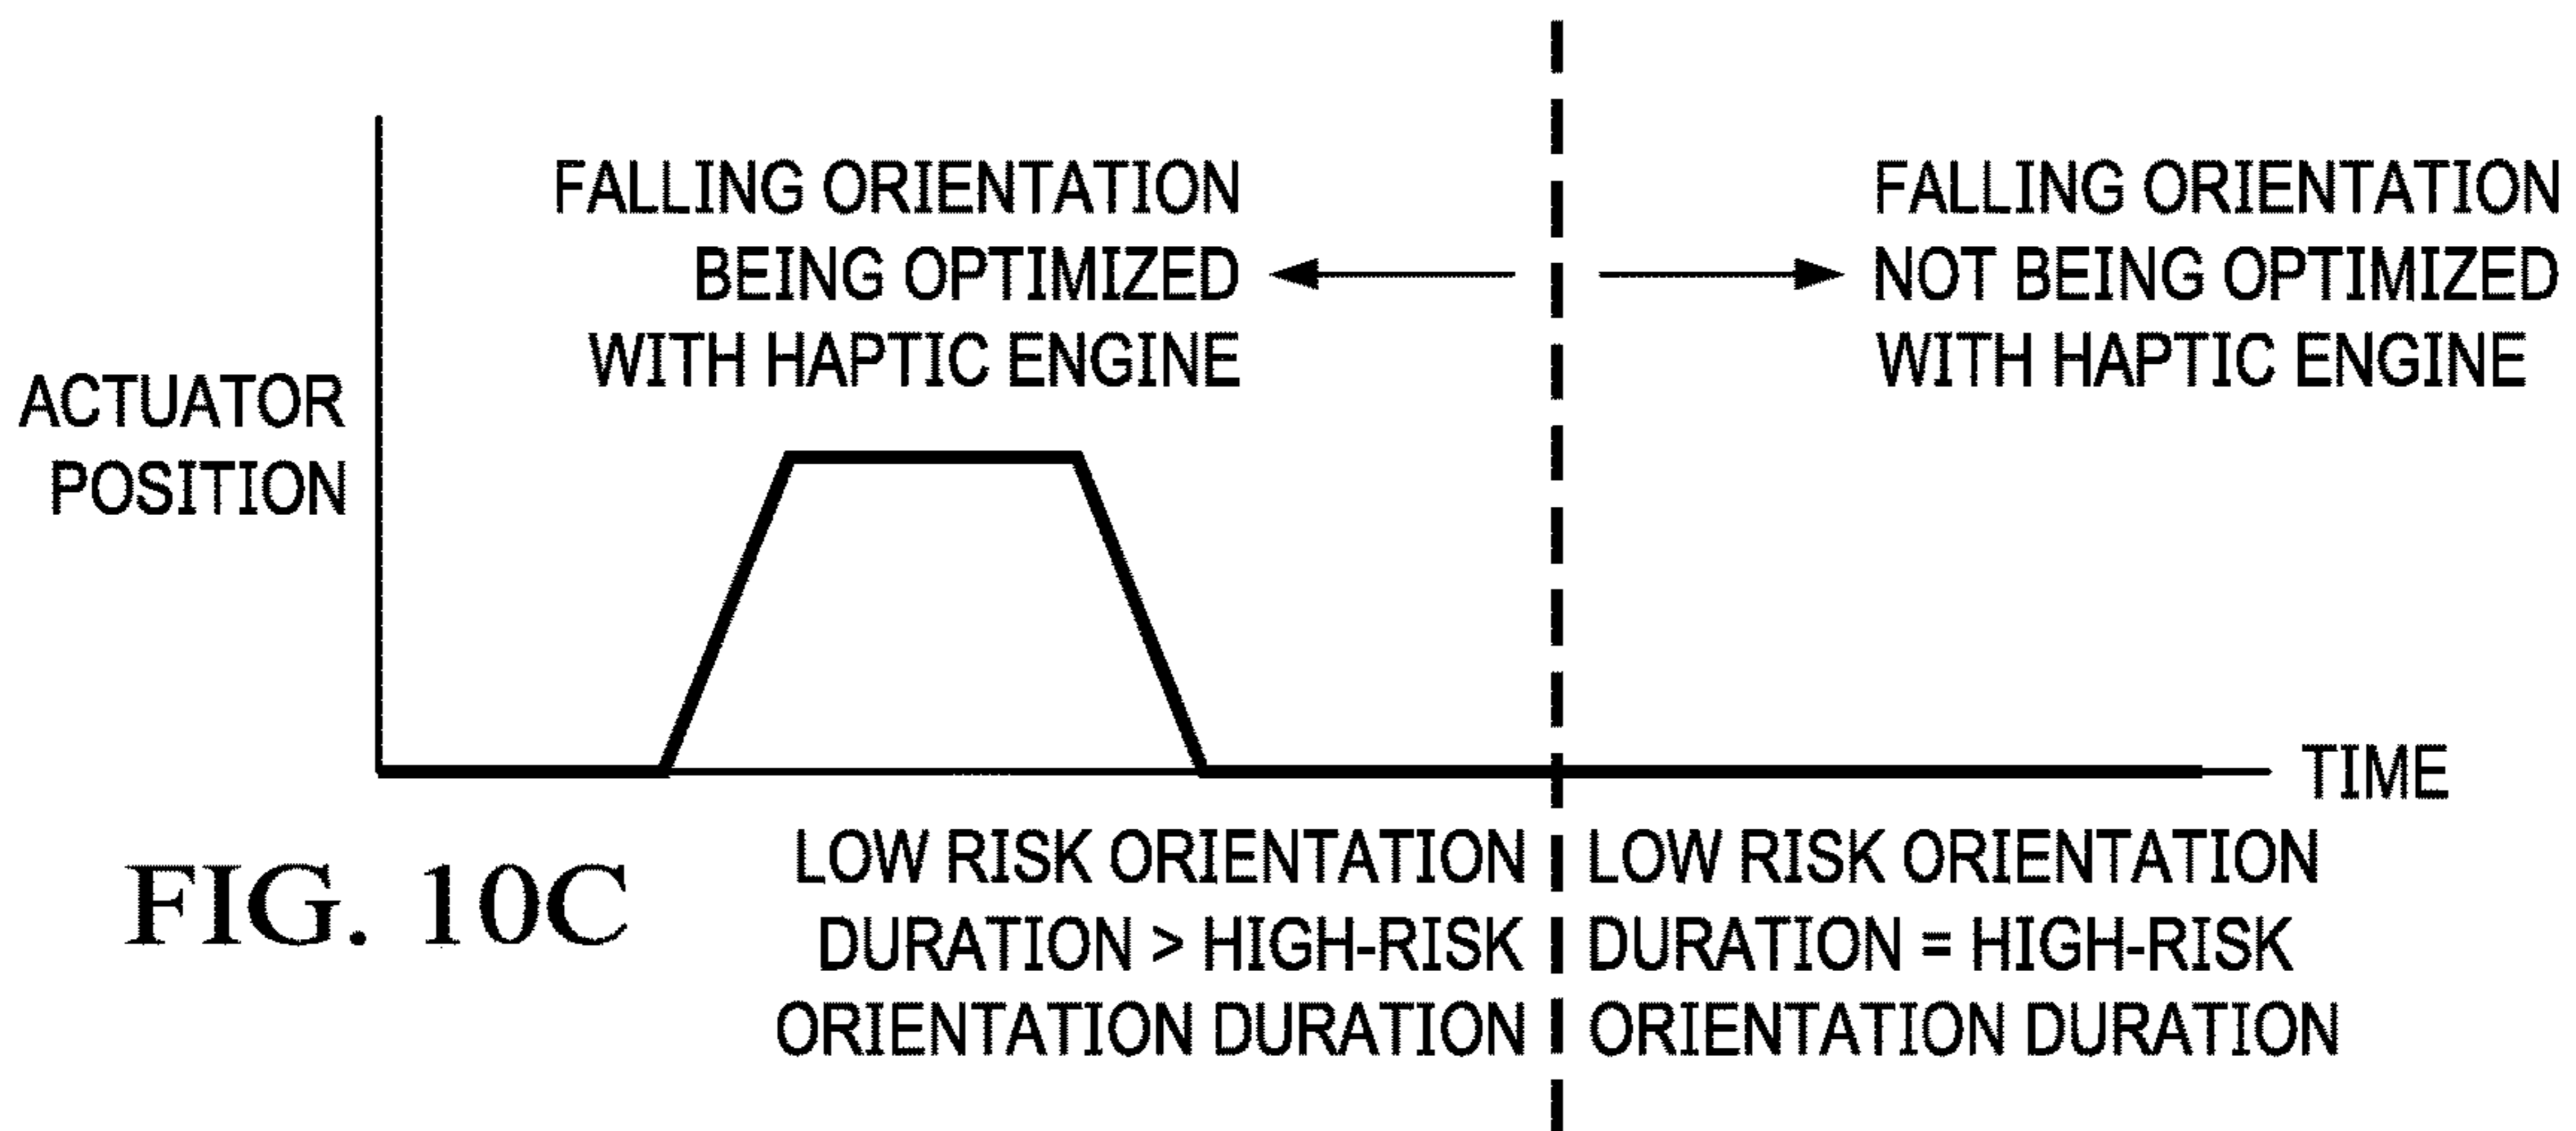 FALLING ORIENTATION
BEING OPTIMIZED
WITH HAPTIC ENGINE
FALLING ORIENTATION
NOT BEING OPTIMIZED
WITH HAPTIC ENGINE
ACTUATOR
POSITION
TIME
LOW RISK ORIENTATION
DURATION > HIGH-RISK
ORIENTATION DURATION
LOW RISK ORIENTATION
DURATION = HIGH-RISK
ORIENTATION DURATION
FIG. 10C